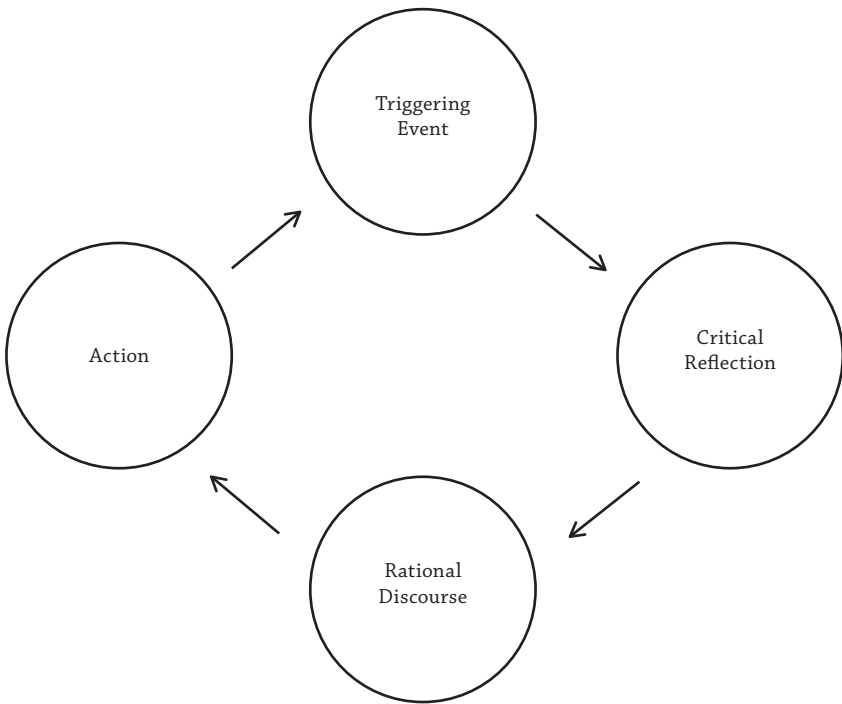 Triggering
Event
Critical
Reflection
Rational
Discourse
Action